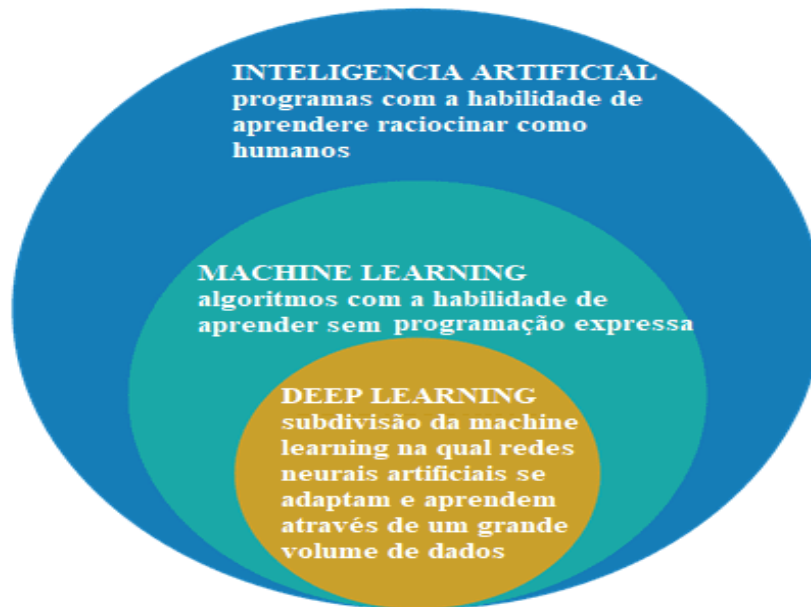 INTELIGENCIA ARTIFICIAL
programas com a habilidade de
aprendere raciocinar como
humanos
MACHINE LEARNING
algoritmos com a habilidade de
aprender sem programação expressa
DEEP LEARNING
subdivisão da machine
learning na qual redes
neurais artificiais se
adaptam e aprendem
através de um grande
volume de dados